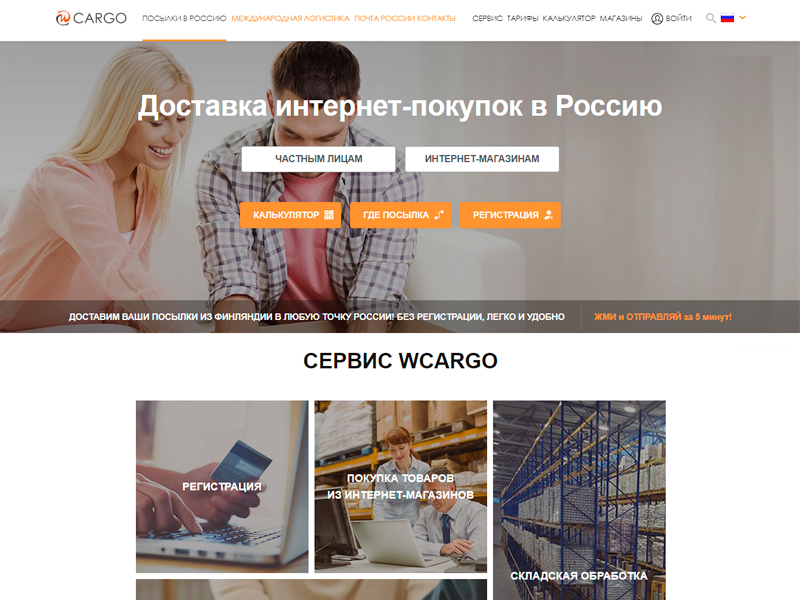 CARGO
ПОСЫЛКИ В РОССИЮ МЕЖДУНАРОДНАЯ ЛОГИСТИКА ПОЧТА РОССИИ КОНТАКТЫ СЕРВИС ТАРИФЫ КАЛЬКУЛЯТОР МАГАЗИНЫ ВОЙТИ
Доставка интернет-покупок в Россию
ЧАСТНЫМ ЛИЦАМ ИНТЕРНЕТ-МАГАЗИНАМ
КАЛЬКУЛЯТОР ГДЕ ПОСЫЛКА РЕГИСТРАЦИЯ
ДОСТАВИМ ВАШИ ПОСЫЛКИ ИЗ ФИНЛЯНДИИ В ЛЮБУЮ ТОЧКУ РОССИИ! БЕЗ РЕГИСТРАЦИИ, ЛЕГКО И УДОБНО ЖМИ и ОТПРАВЛЯЙ за 5 минут!
СЕРВИС WCARGO
РЕГИСТРАЦИЯ
ПОКУПКА ТОВАРОВ
ИЗ ИНТЕРНЕТ-МАГАЗИНОВ
СКЛАДСКАЯ ОБРАБОТКА